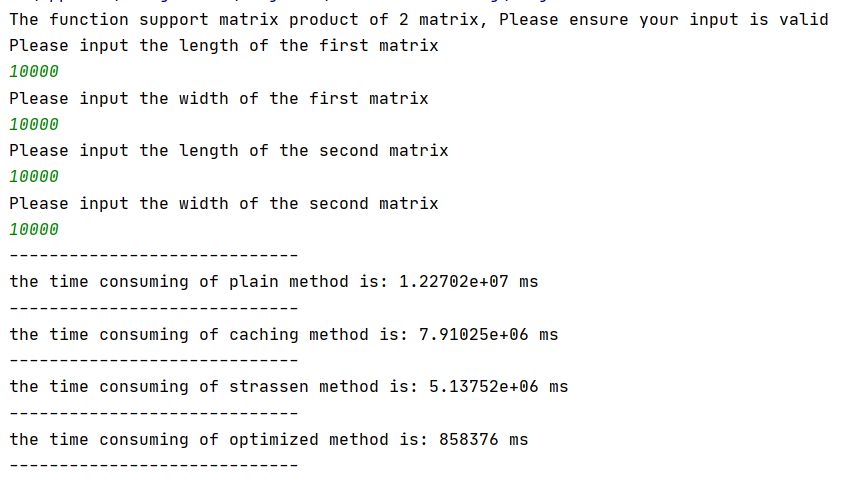 The function support matrix product of 2 matrix, Please ensure your input is valid
Please input the length of the first matrix
10000
Please input the width of the first matrix
10000
Please input the length of the second matrix
10000
Please input the width of the second matrix
10000
-----------------------------
the time consuming of plain method is: 1.22702e+07 ms
-----------------------------
the time consuming of caching method is: 7.91025e+06 ms
-----------------------------
the time consuming of strassen method is: 5.13752e+06 ms
-----------------------------
the time consuming of optimized method is: 858376 ms
-----------------------------